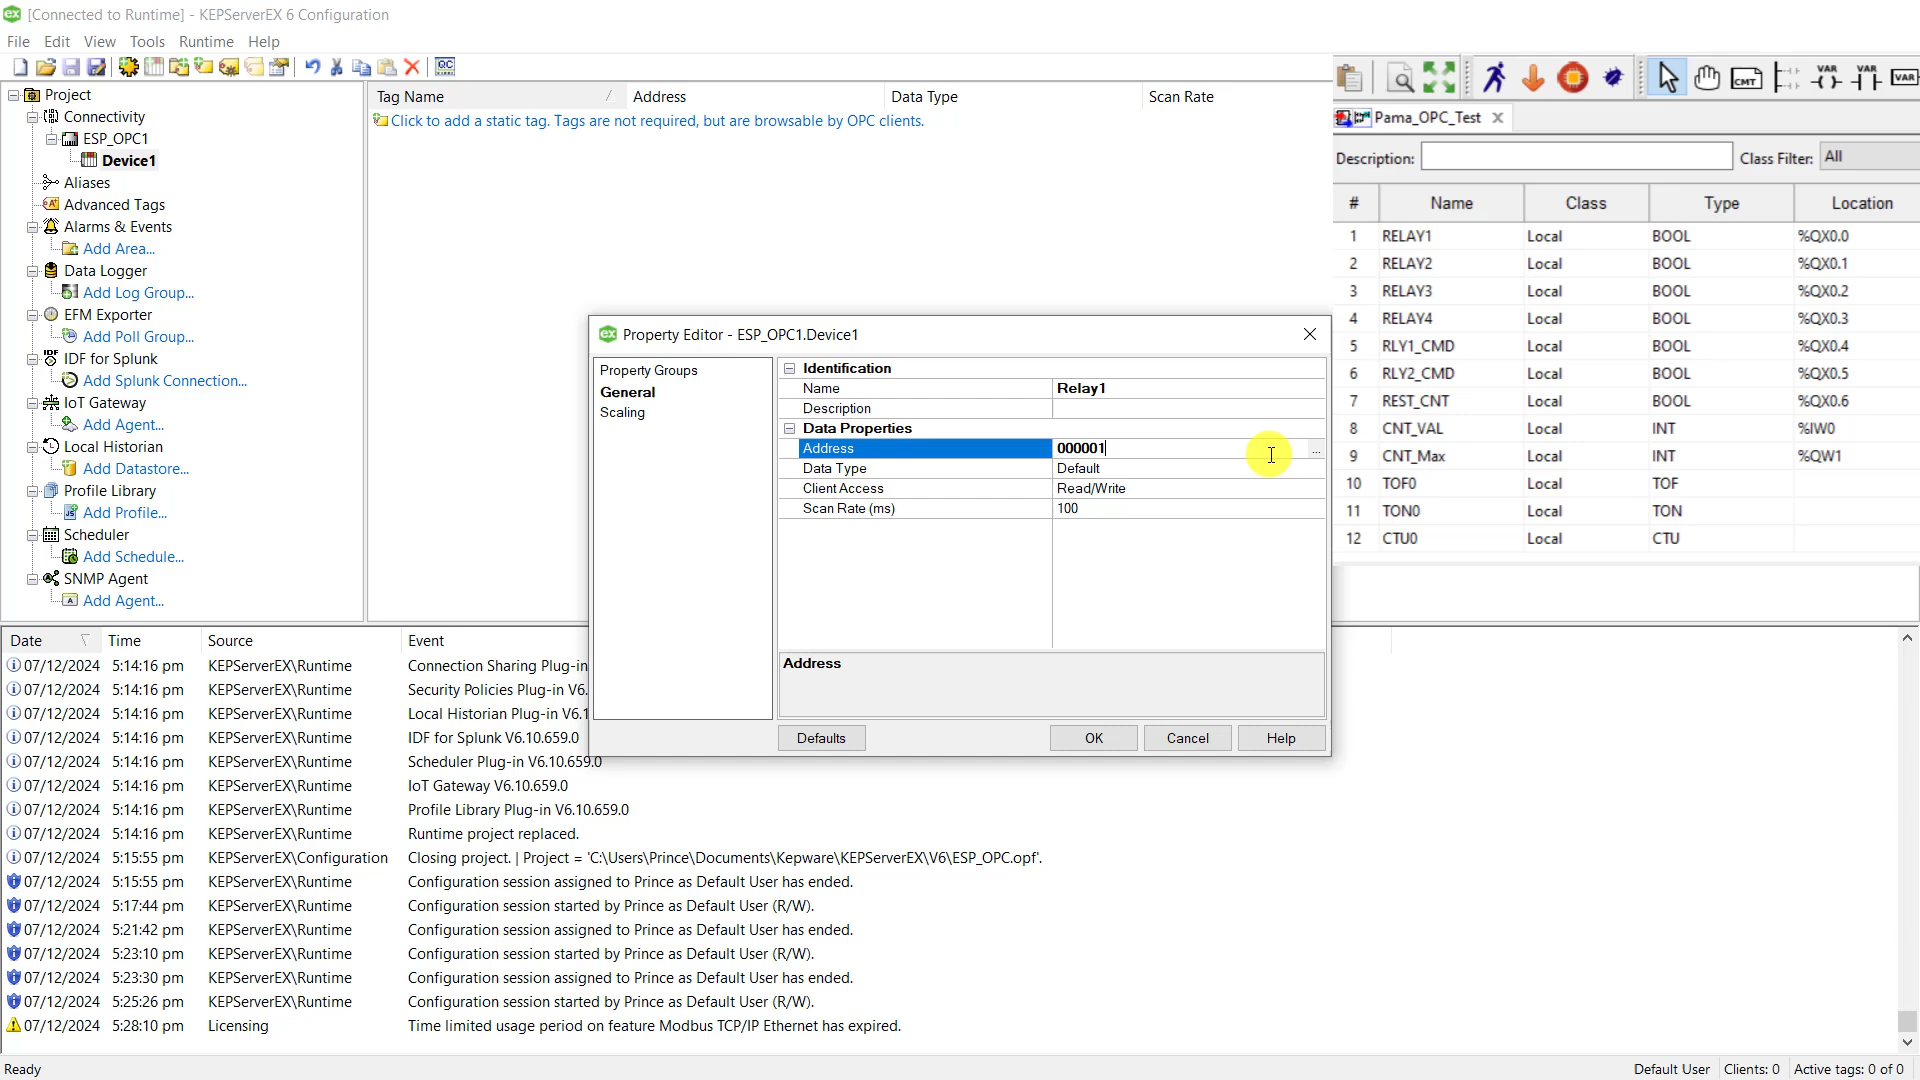 [Connected to Runtime] - KEPServerEX 6 Configuration
File Edit View Tools Runtime Help
Project
Connectivity
ESP_OPC1
Device1
Aliases
Advanced Tags
Alarms & Events
Add Area...
Data Logger
Add Log Group...
EFM Exporter
Add Poll Group...
IDF for Splunk
Add Splunk Connection...
IoT Gateway
Add Agent...
Local Historian
Add Datastore...
Profile Library
Add Profile...
Scheduler
Add Schedule...
SNMP Agent
Add Agent...
Tag Name Address Data Type Scan Rate
Click to add a static tag. Tags are not required, but are browsable by OPC clients.
Pama_OPC_Test
Description: Class Filter: All
# Name Class Type Location
1 RELAY1 Local BOOL %QX0.0
2 RELAY2 Local BOOL %QX0.1
3 RELAY3 Local BOOL %QX0.2
4 RELAY4 Local BOOL %QX0.3
5 RLY1_CMD Local BOOL %QX0.4
6 RLY2_CMD Local BOOL %QX0.5
7 REST_CNT Local BOOL %QX0.6
8 CNT_VAL Local INT %IW0
9 CNT_Max Local INT %QW1
10 TOF0 Local TOF
11 TON0 Local TON
12 CTU0 Local CTU
Property Editor - ESP_OPC1.Device1
Property Groups
General
Scaling
Identification
Name Relay1
Description
Data Properties
Address 000001 ...
Data Type Default
Client Access Read/Write
Scan Rate (ms) 100
Address
Defaults OK Cancel Help
Date Time Source Event
07/12/2024 5:14:16 pm KEPServerEX\Runtime Connection Sharing Plug-in
07/12/2024 5:14:16 pm KEPServerEX\Runtime Security Policies Plug-in V6.
07/12/2024 5:14:16 pm KEPServerEX\Runtime Local Historian Plug-in V6.1
07/12/2024 5:14:16 pm KEPServerEX\Runtime IDF for Splunk V6.10.659.0
07/12/2024 5:14:16 pm KEPServerEX\Runtime Scheduler Plug-in V6.10.659.0
07/12/2024 5:14:16 pm KEPServerEX\Runtime IoT Gateway V6.10.659.0
07/12/2024 5:14:16 pm KEPServerEX\Runtime Profile Library Plug-in V6.10.659.0
07/12/2024 5:14:16 pm KEPServerEX\Runtime Runtime project replaced.
07/12/2024 5:15:55 pm KEPServerEX\Configuration Closing project. | Project = 'C:\Users\Prince\Documents\Kepware\KEPServerEX\V6\ESP_OPC.opf'.
07/12/2024 5:15:55 pm KEPServerEX\Runtime Configuration session assigned to Prince as Default User has ended.
07/12/2024 5:17:44 pm KEPServerEX\Runtime Configuration session started by Prince as Default User (R/W).
07/12/2024 5:21:42 pm KEPServerEX\Runtime Configuration session assigned to Prince as Default User has ended.
07/12/2024 5:23:10 pm KEPServerEX\Runtime Configuration session started by Prince as Default User (R/W).
07/12/2024 5:23:30 pm KEPServerEX\Runtime Configuration session assigned to Prince as Default User has ended.
07/12/2024 5:25:26 pm KEPServerEX\Runtime Configuration session started by Prince as Default User (R/W).
07/12/2024 5:28:10 pm Licensing Time limited usage period on feature Modbus TCP/IP Ethernet has expired.
Ready Default User Clients: 0 Active tags: 0 of 0